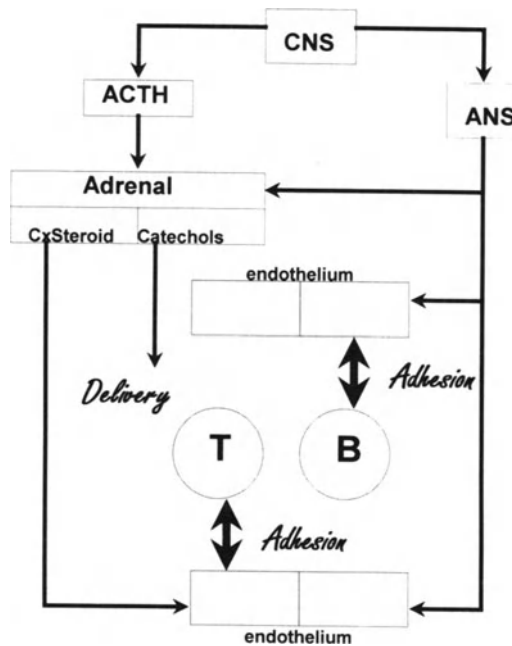 CNS
ACTH
ANS
Adrenal
CxSteroid Catechols
endothelium
Delivery
Adhesion
T
B
Adhesion
endothelium